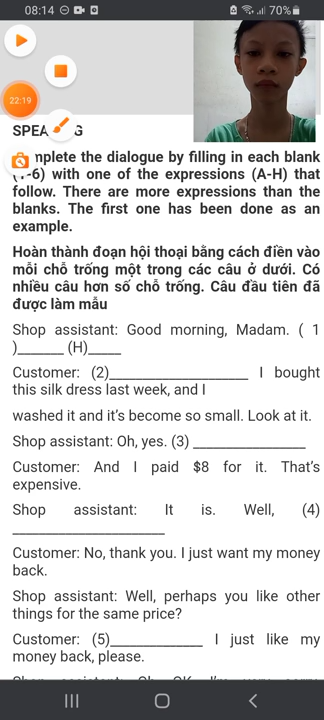 08:14
70%
22:19
SPEA G
mplete the dialogue by filling in each blank
-6) with one of the expressions (A-H) that
follow. There are more expressions than the
blanks. The first one has been done as an
example.
Hoàn thành đoạn hội thoại bằng cách điền vào
mỗi chỗ trống một trong các câu ở dưới. Có
nhiều câu hơn số chỗ trống. Câu đầu tiên đã
được làm mẫu
Shop assistant: Good morning, Madam. ( 1
)_______ (H)_____
Customer: (2)_____________________ I bought
this silk dress last week, and I
washed it and it's become so small. Look at it.
Shop assistant: Oh, yes. (3) _________________
Customer: And I paid $8 for it. That's
expensive.
Shop assistant: It is. Well, (4)
_______________________
Customer: No, thank you. I just want my money
back.
Shop assistant: Well, perhaps you like other
things for the same price?
Customer: (5)______________ I just like my
money back, please.